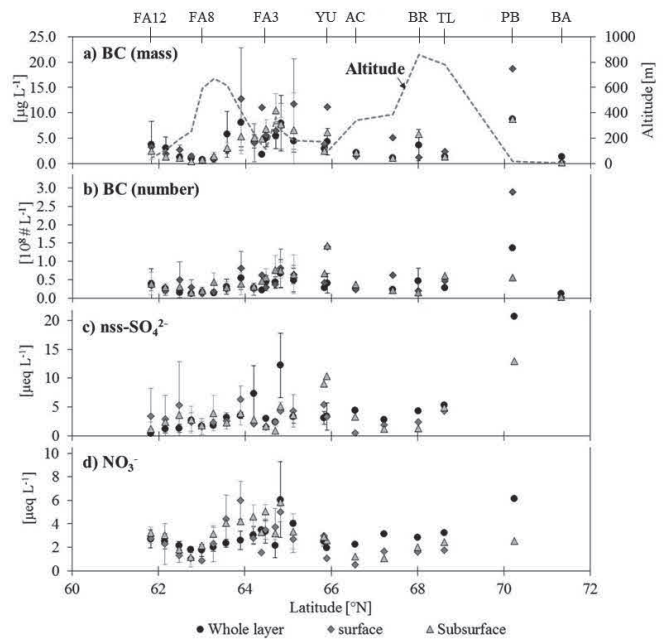 FA12 FA8 FA3 YU AC BR TL PB BA
a) BC (mass)
Altitude
[µg L⁻¹]
25.0
20.0
15.0
10.0
5.0
0.0
1000
800
600
400
200
0
Altitude [m]
b) BC (number)
[10⁸ # L⁻¹]
3.0
2.5
2.0
1.5
1.0
0.5
0.0
c) nss-SO₄²⁻
[µeq L⁻¹]
20
15
10
5
0
d) NO₃⁻
[µeq L⁻¹]
10
8
6
4
2
0
60 62 64 66 68 70 72
Latitude [°N]
Whole layer surface Subsurface